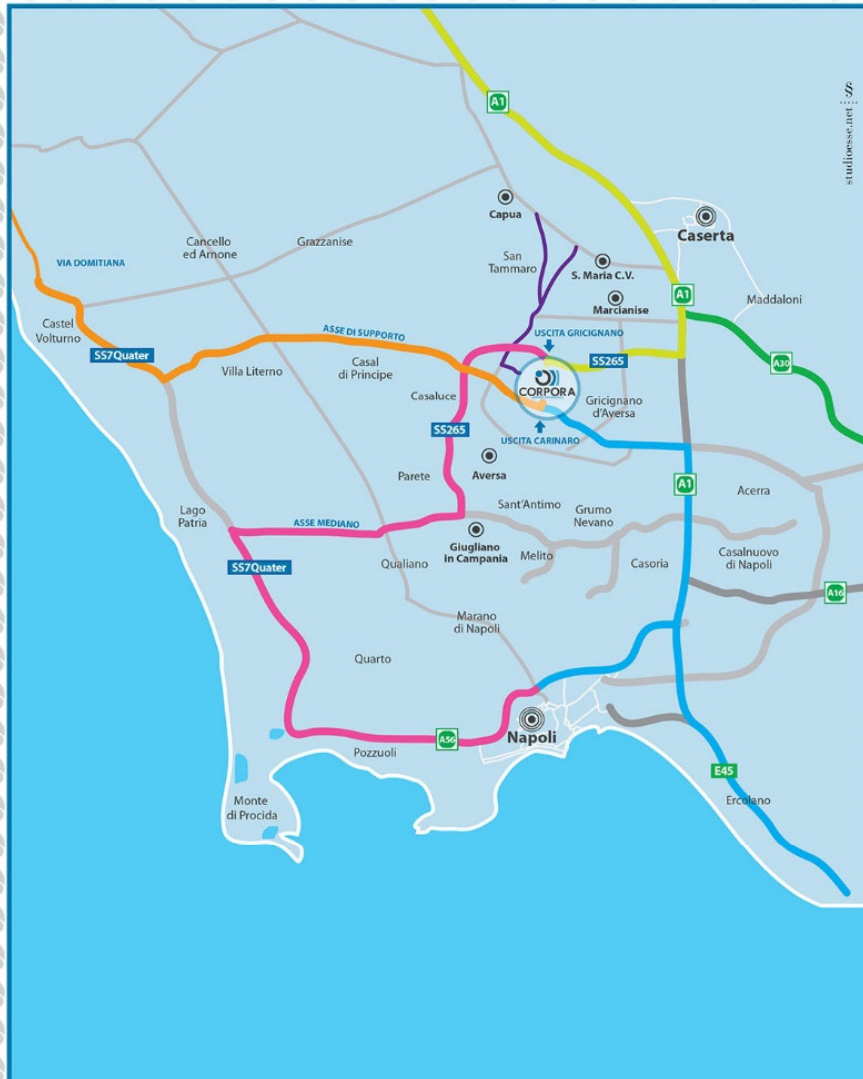 A1
§
studioesse.net
Capua
Caserta
Cancello
ed Arnone
Grazzanise
San
Tammaro
S. Maria C.V.
VIA DOMITIANA
A1
Marcianise
Maddaloni
Castel
Volturno
ASSE DI SUPPORTO
USCITA GRICIGNANO
SS7Quater
SS265
A30
Villa Literno
Casal
di Principe
CORPORA
Casaluce
Gricignano
d'Aversa
SS265
USCITA CARINARO
Aversa
Parete
A1
Acerra
Lago
Patria
ASSE MEDIANO
Sant'Antimo
Grumo
Nevano
Giugliano
in Campania
Melito
Casoria
Casalnuovo
di Napoli
SS7Quater
Qualiano
A16
Marano
di Napoli
Quarto
Napoli
A56
Pozzuoli
E45
Monte
di Procida
Ercolano